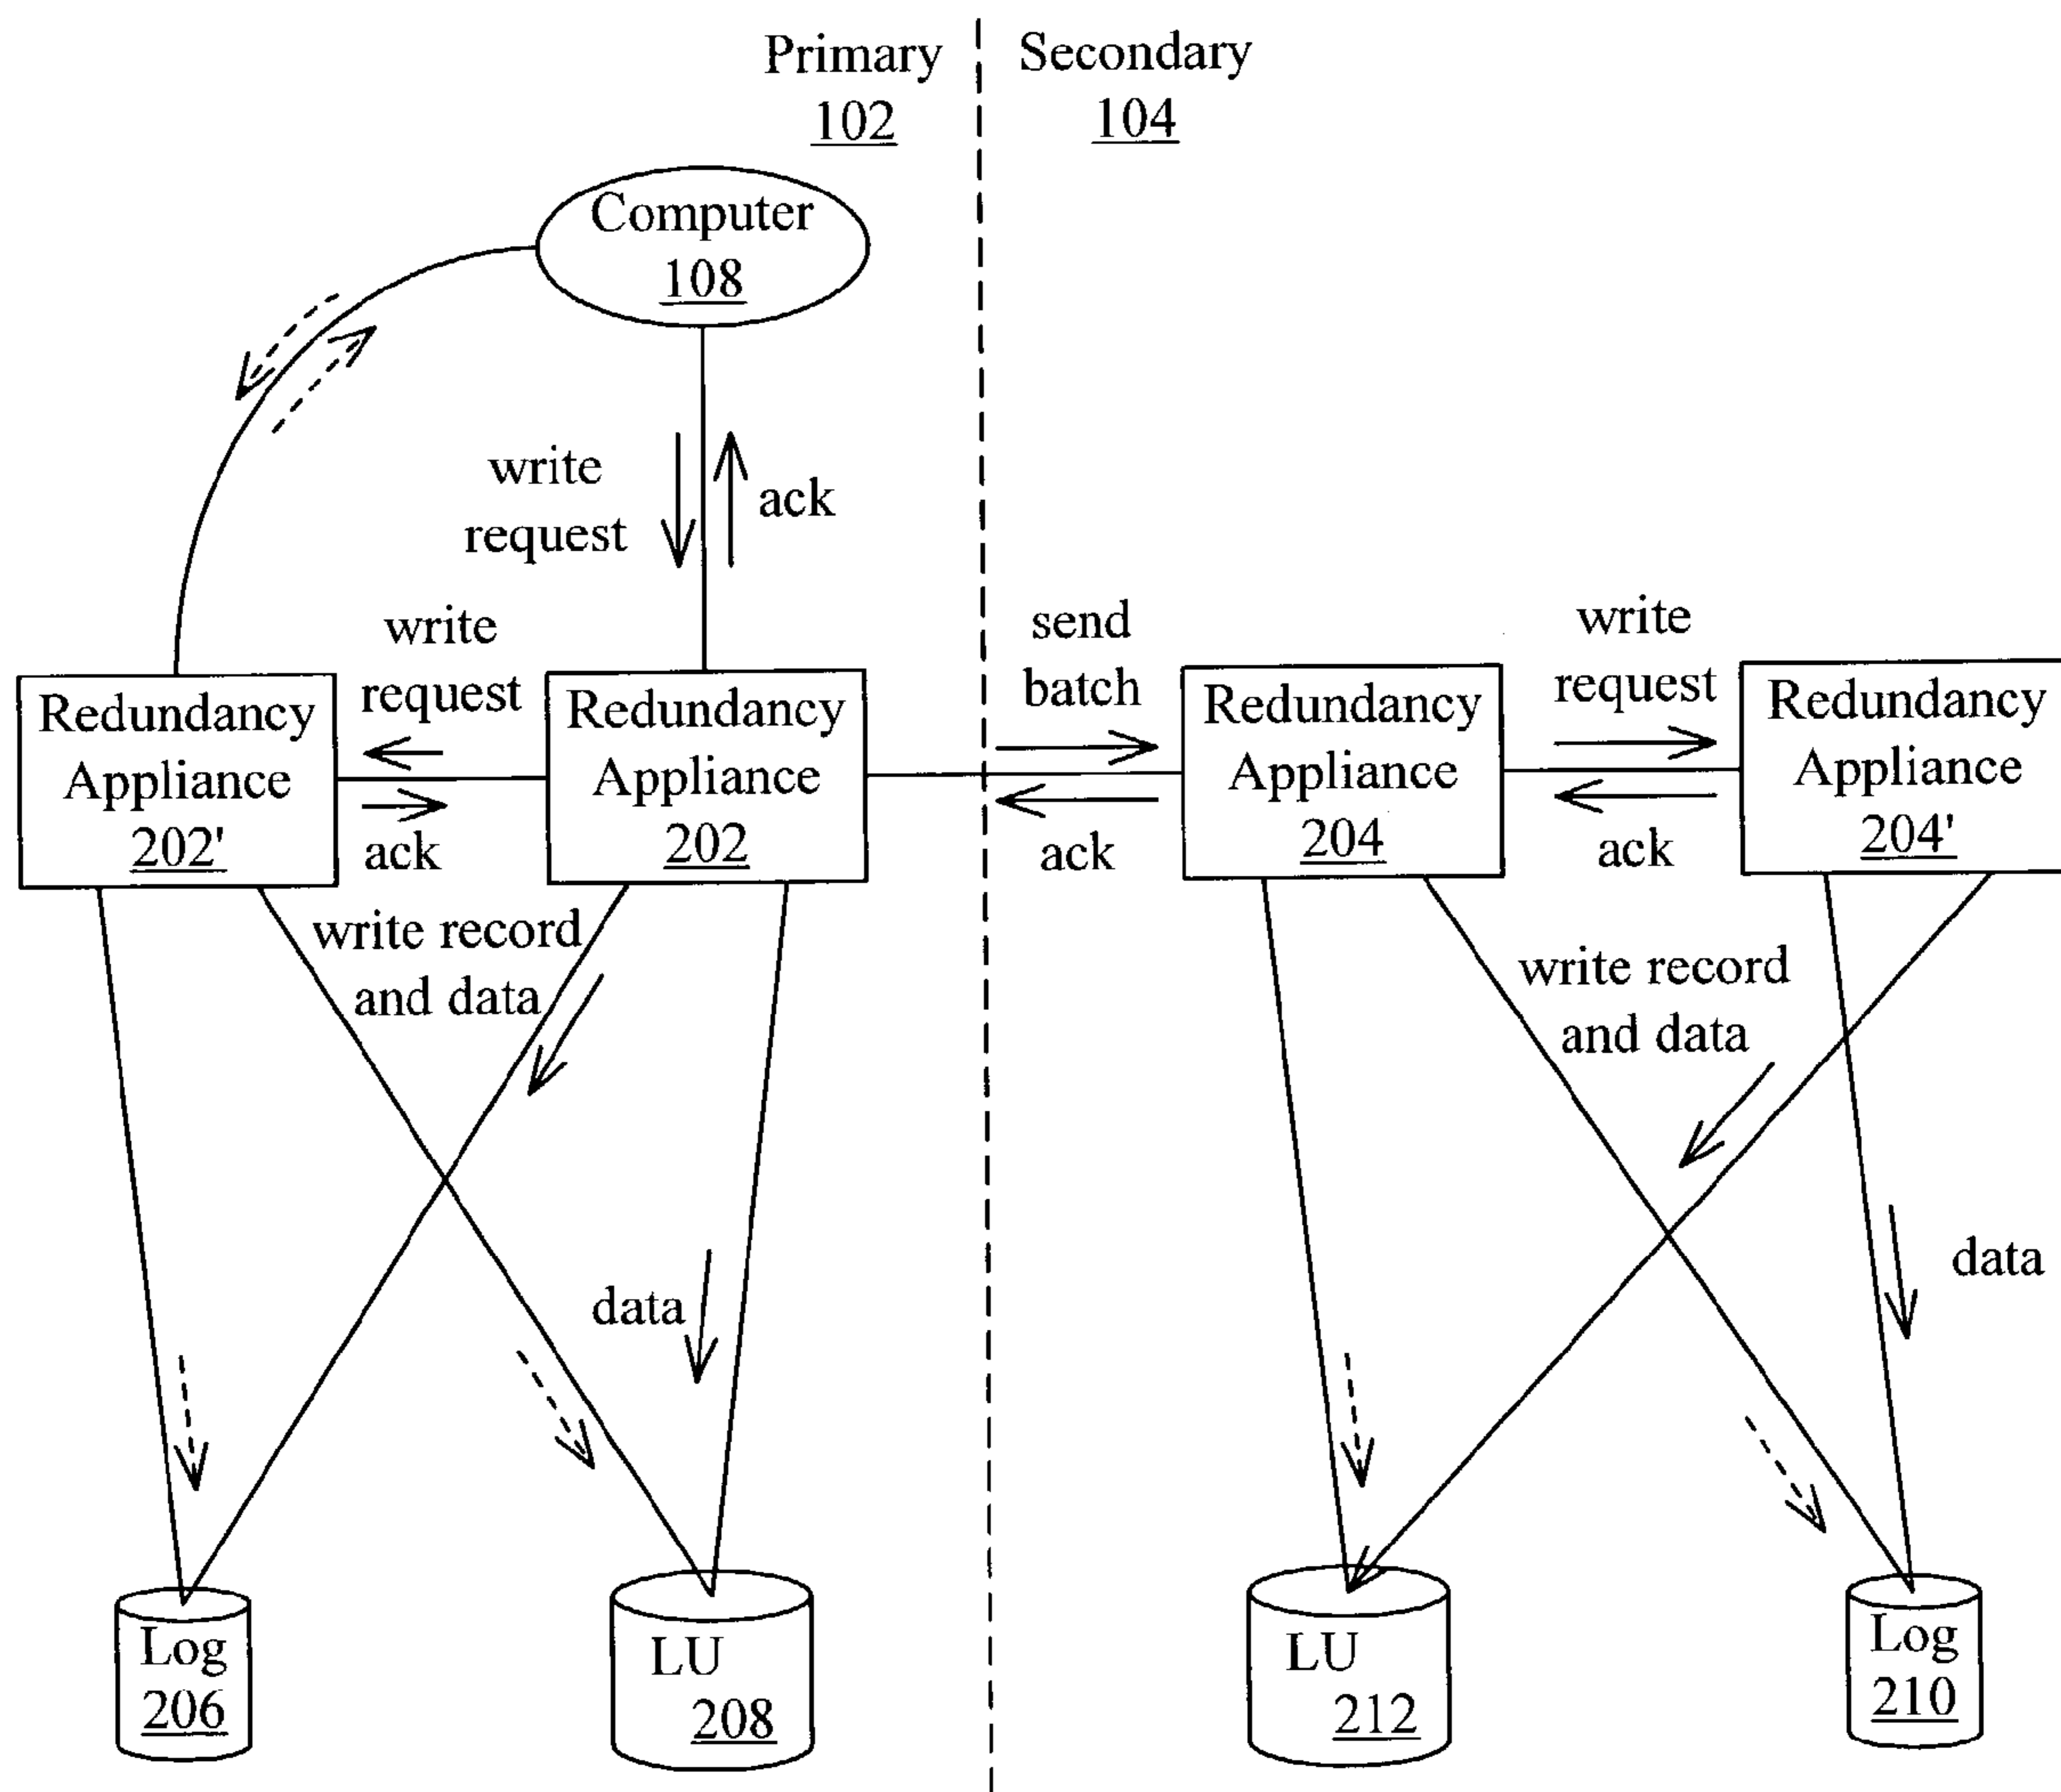 Primary
102
Secondary
104
Computer
108
write
request
ack
write
request
ack
Redundancy
Appliance
202'
Redundancy
Appliance
202
send
batch
ack
Redundancy
Appliance
204
write
request
ack
Redundancy
Appliance
204'
write record
and data
data
write record
and data
data
Log
206
LU
208
LU
212
Log
210